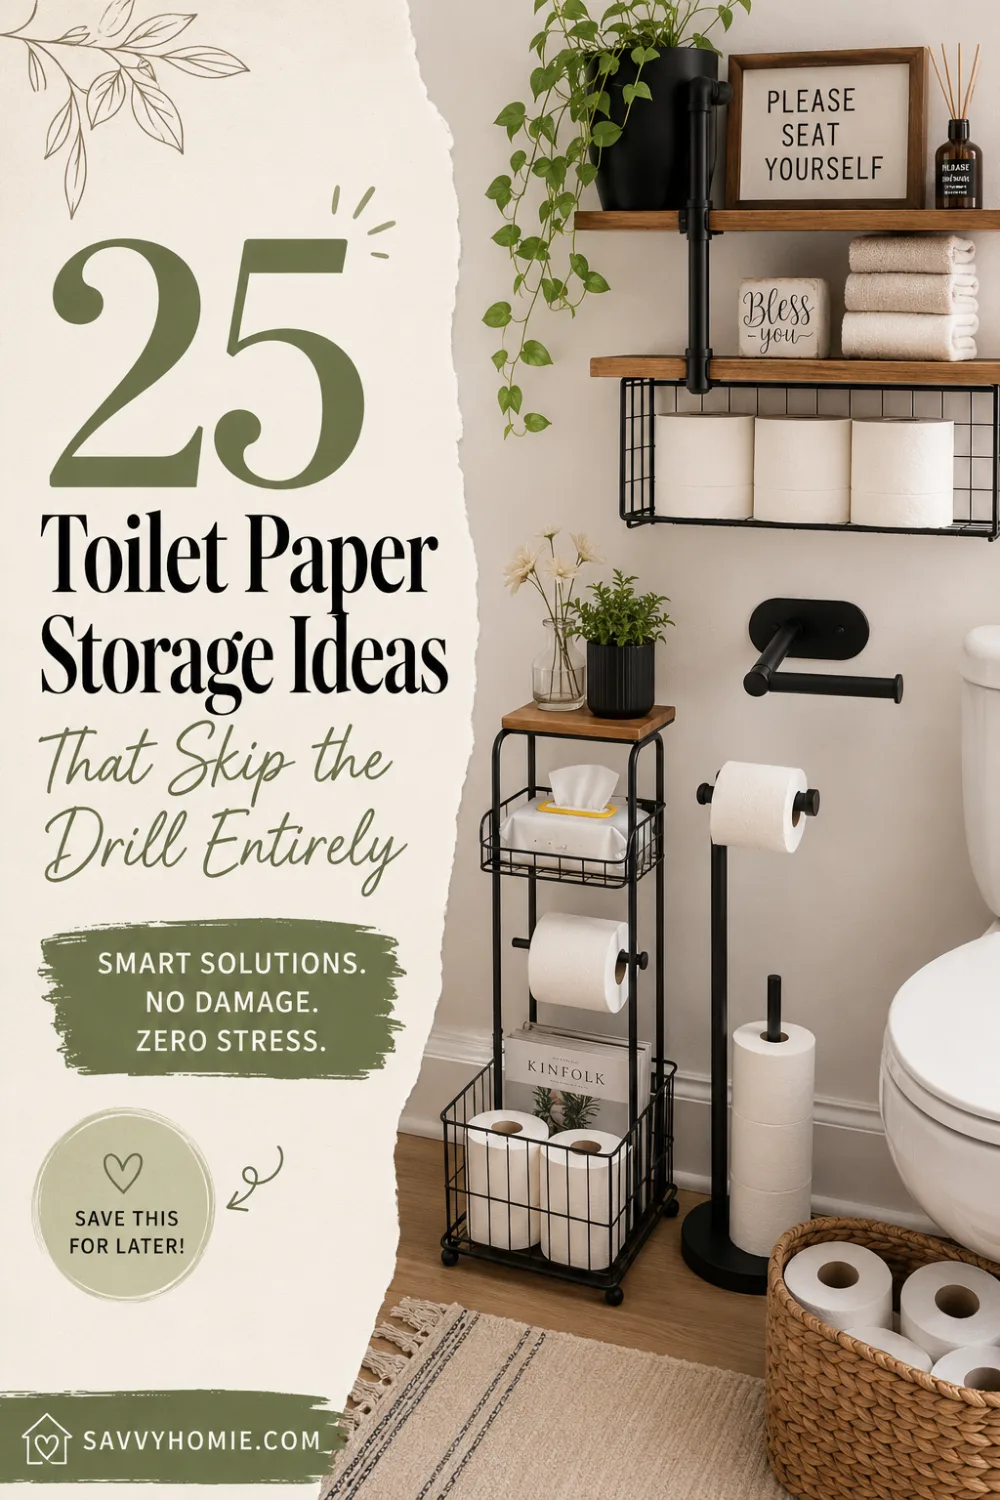 25
Toilet Paper
Storage Ideas
That Skip the
Drill Entirely
SMART SOLUTIONS.
NO DAMAGE.
ZERO STRESS.
SAVE THIS
FOR LATER!
SAVVYHOMIE.COM
PLEASE
SEAT
YOURSELF
Bless
-you-
KINFOLK